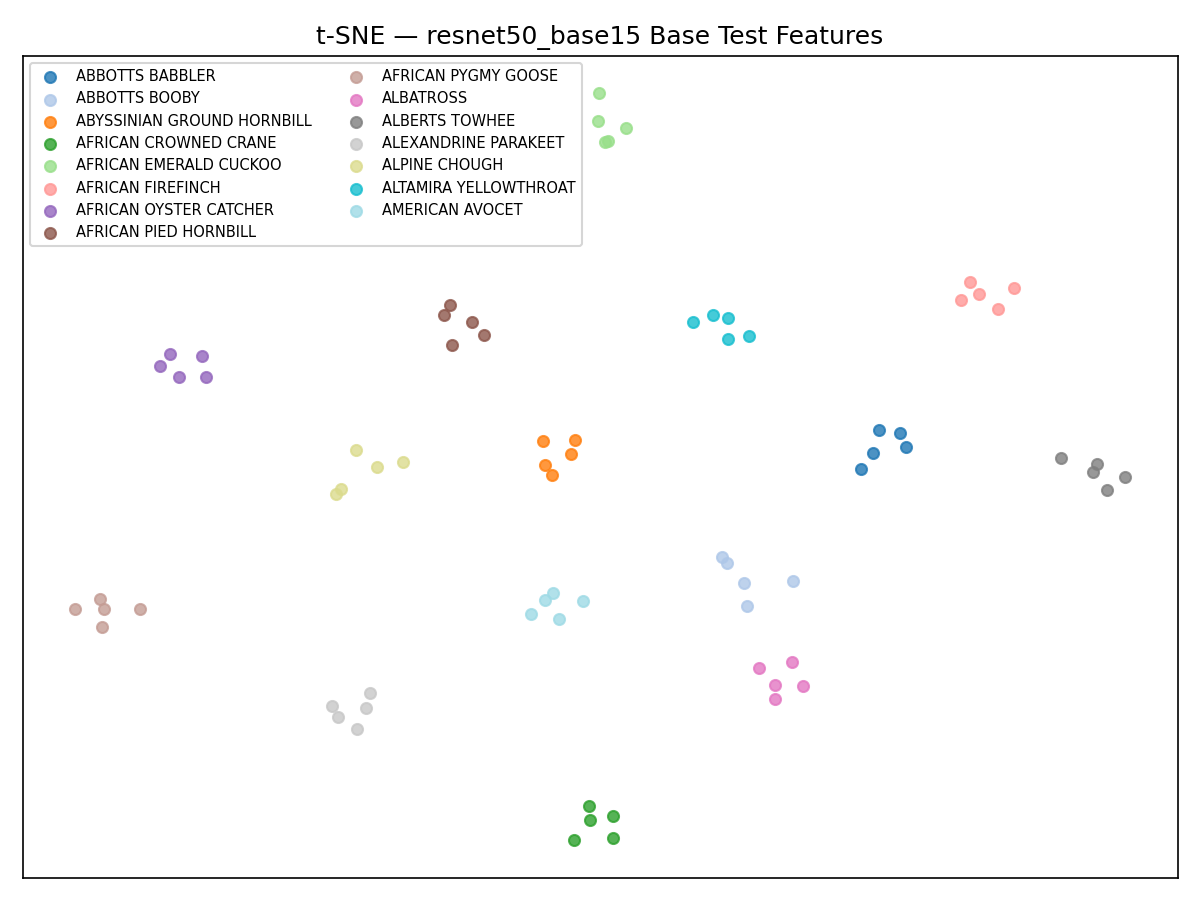 t-SNE — resnet50_base15 Base Test Features
ABBOTTS BABBLER
ABBOTTS BOOBY
ABYSSINIAN GROUND HORNBILL
AFRICAN CROWNED CRANE
AFRICAN EMERALD CUCKOO
AFRICAN FIREFINCH
AFRICAN OYSTER CATCHER
AFRICAN PIED HORNBILL
AFRICAN PYGMY GOOSE
ALBATROSS
ALBERTS TOWHEE
ALEXANDRINE PARAKEET
ALPINE CHOUGH
ALTAMIRA YELLOWTHROAT
AMERICAN AVOCET